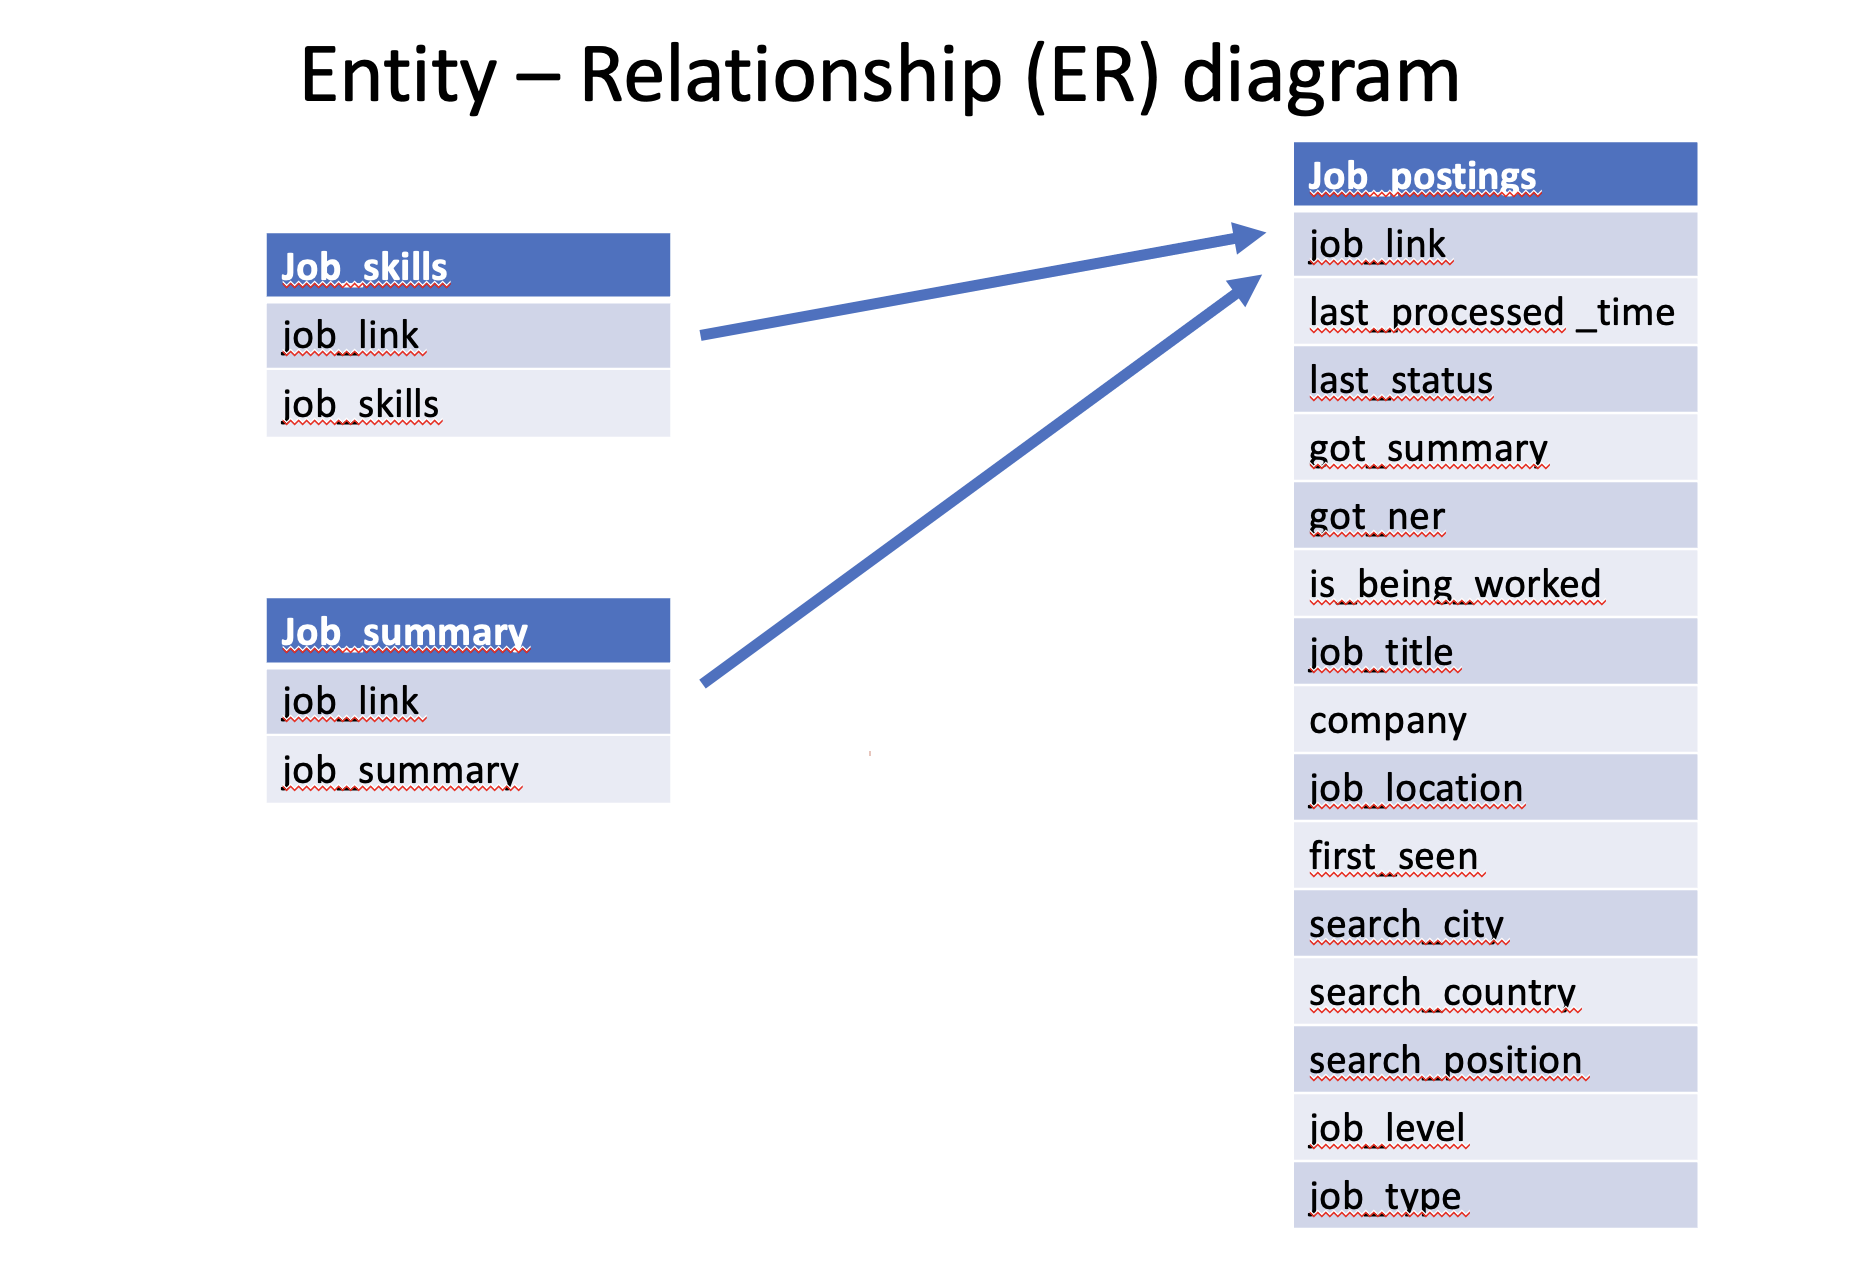 Entity – Relationship (ER) diagram
Job_skills
job_link
job_skills
Job_summary
job_link
job_summary
Job_postings
job_link
last_processed _time
last_status
got_summary
got_ner
is_being_worked
job_title
company
job_location
first_seen
search_city
search_country
search_position
job_level
job_type